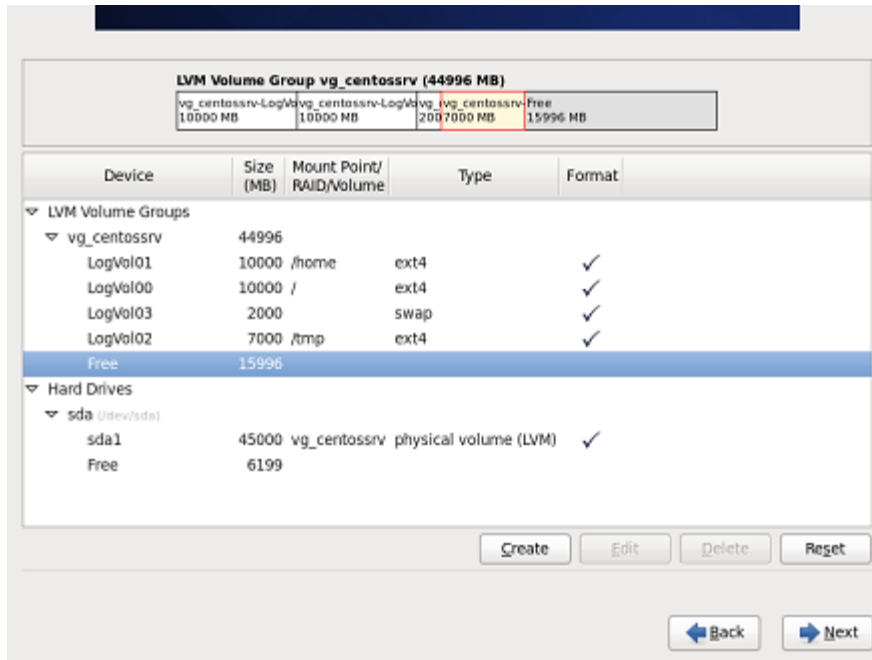 LVM Volume Group vg_centossrv (44996 MB)
vg_centossrv-LogVo vg_centossrv-LogVo vg_ vg_centossrv- Free
10000 MB 10000 MB 200 7000 MB 15996 MB
Device Size (MB) Mount Point/ RAID/Volume Type Format
LVM Volume Groups
vg_centossrv 44996
LogVol01 10000 /home ext4
LogVol00 10000 / ext4
LogVol03 2000 swap
LogVol02 7000 /tmp ext4
Free 15996
Hard Drives
sda (/dev/sda)
sda1 45000 vg_centossrv physical volume (LVM)
Free 6199
Create Edit Delete Reset
Back Next